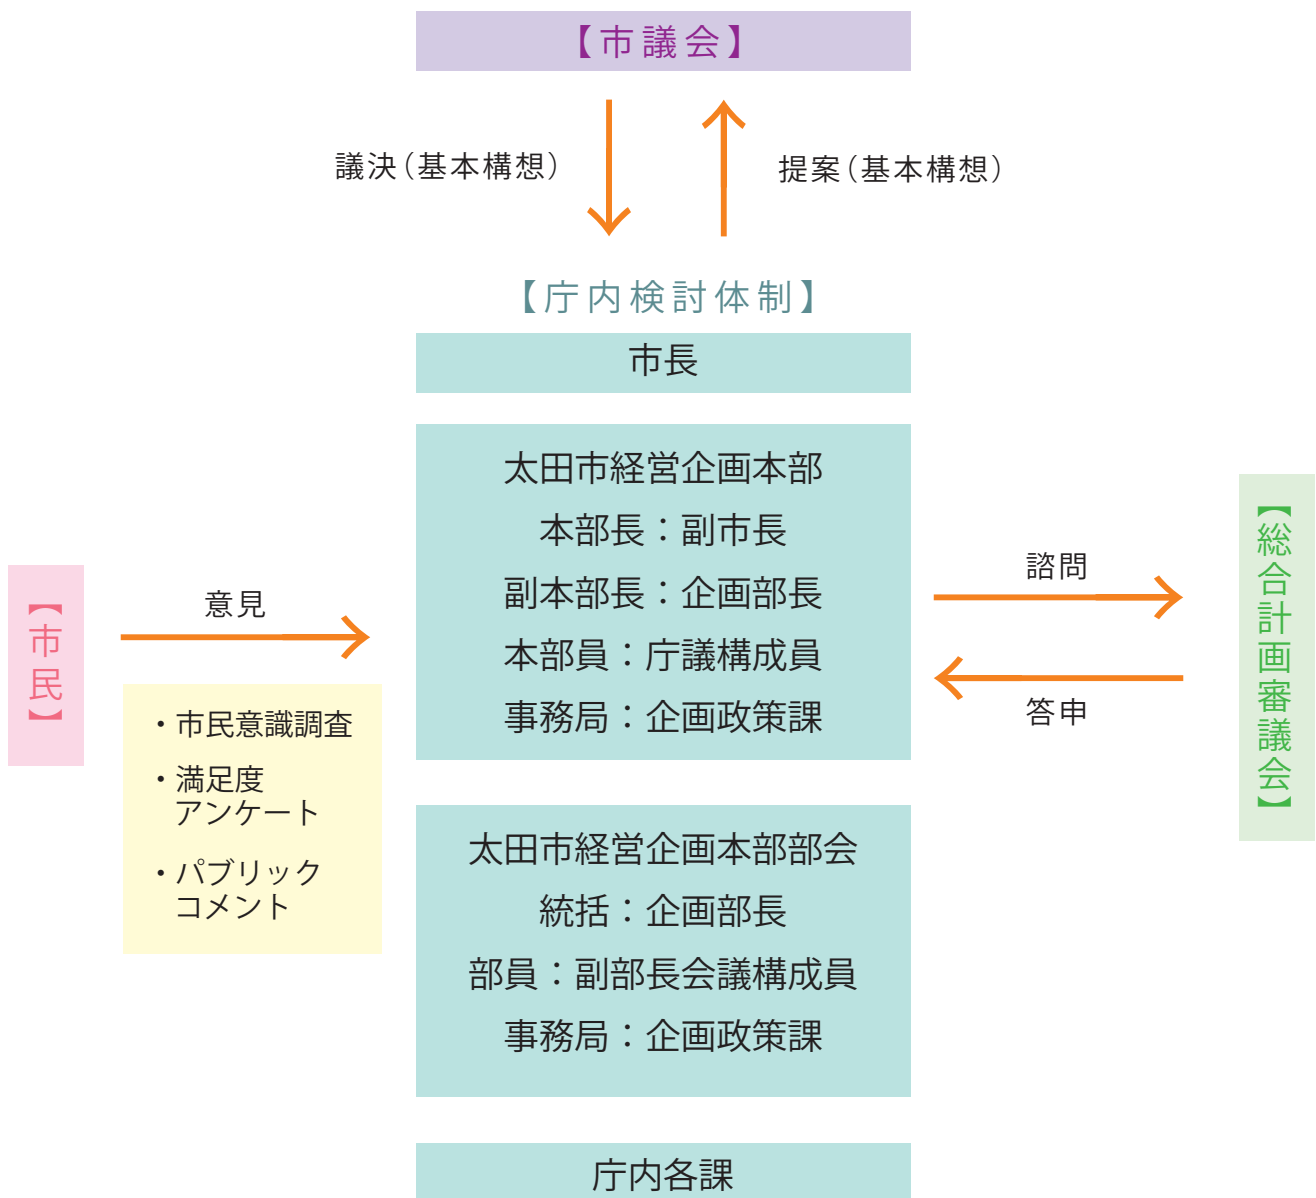 【市議会】
議決（基本構想）
提案（基本構想）
【庁内検討体制】
市長
太田市経営企画本部
本部長：副市長
副本部長：企画部長
本部員：庁議構成員
事務局：企画政策課
【市民】
意見
・市民意識調査
・満足度
アンケート
・パブリック
コメント
諮問
答申
【総合計画審議会】
太田市経営企画本部部会
統括：企画部長
部員：副部長会議構成員
事務局：企画政策課
庁内各課